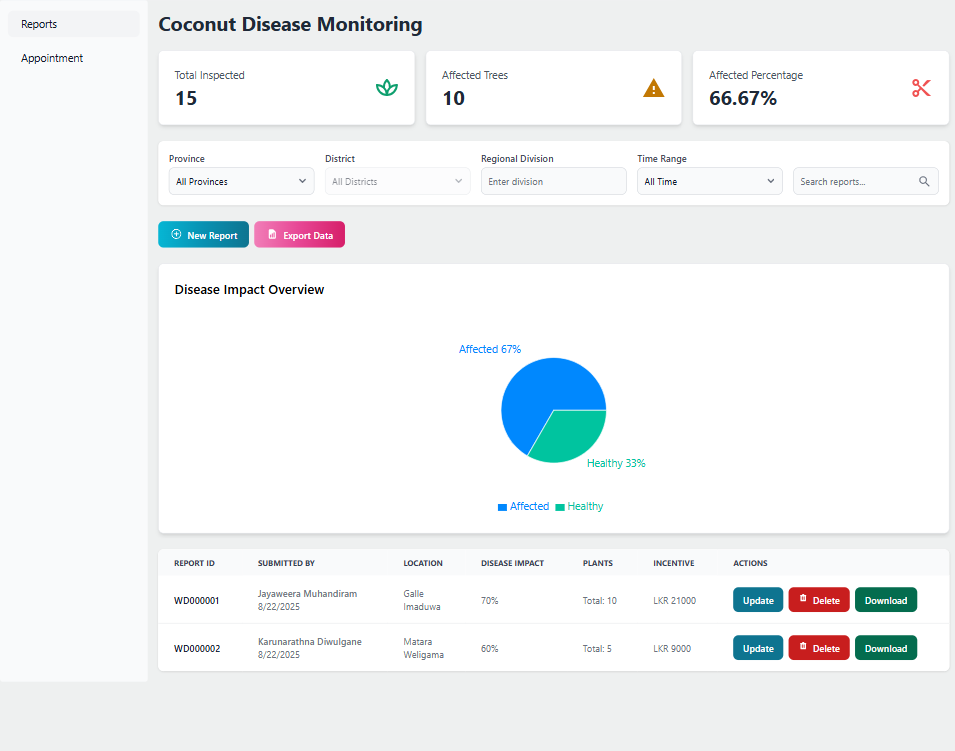 Reports
Appointment
Coconut Disease Monitoring
Total Inspected
15
Affected Trees
10
Affected Percentage
66.67%
Province
District
Regional Division
Time Range
All Provinces
All Districts
Enter division
All Time
Search reports...
New Report
Export Data
Disease Impact Overview
Affected 67%
Healthy 33%
Affected Healthy
REPORT ID SUBMITTED BY LOCATION DISEASE IMPACT PLANTS INCENTIVE ACTIONS
WD000001
Jayaweera Muhandiram
8/22/2025
Galle
Imaduwa
70%
Total: 10
LKR 21000
Update
Delete
Download
WD000002
Karunarathna Diwulgane
8/22/2025
Matara
Weligama
60%
Total: 5
LKR 9000
Update
Delete
Download